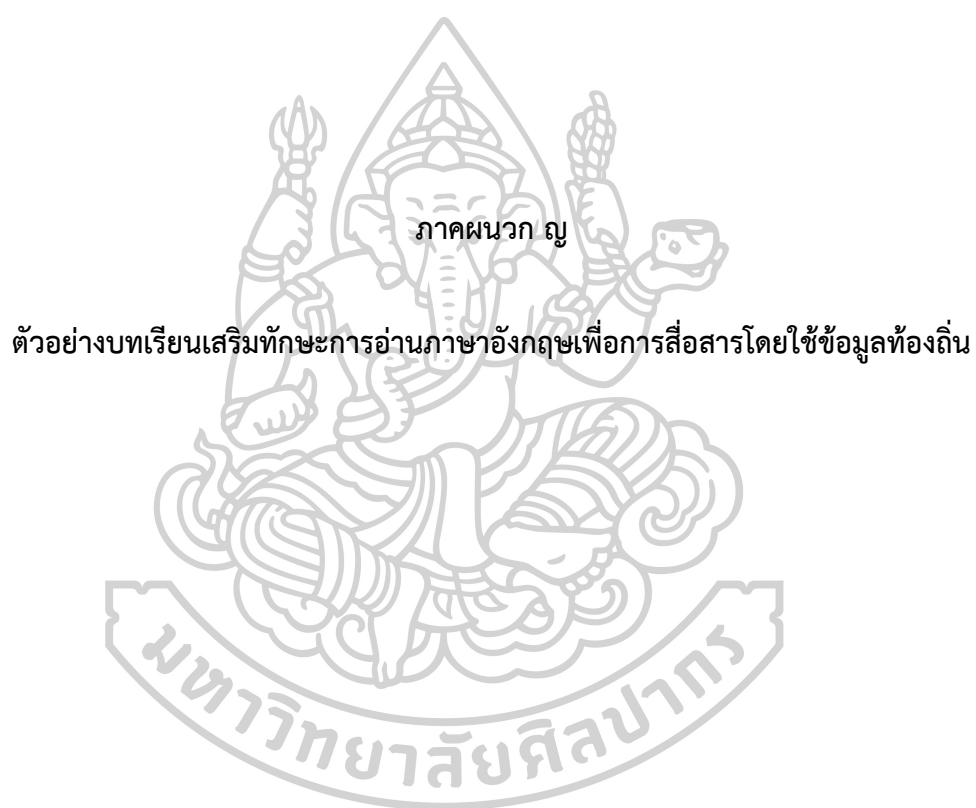 ภาคผนวก ญ
ตัวอย่างบทเรียนเสริมทักษะการอ่านภาษาอังกฤษเพื่อการสื่อสารโดยใช้ข้อมูลท้องถิ่น
มหาวิทยาลัยศิลปากร